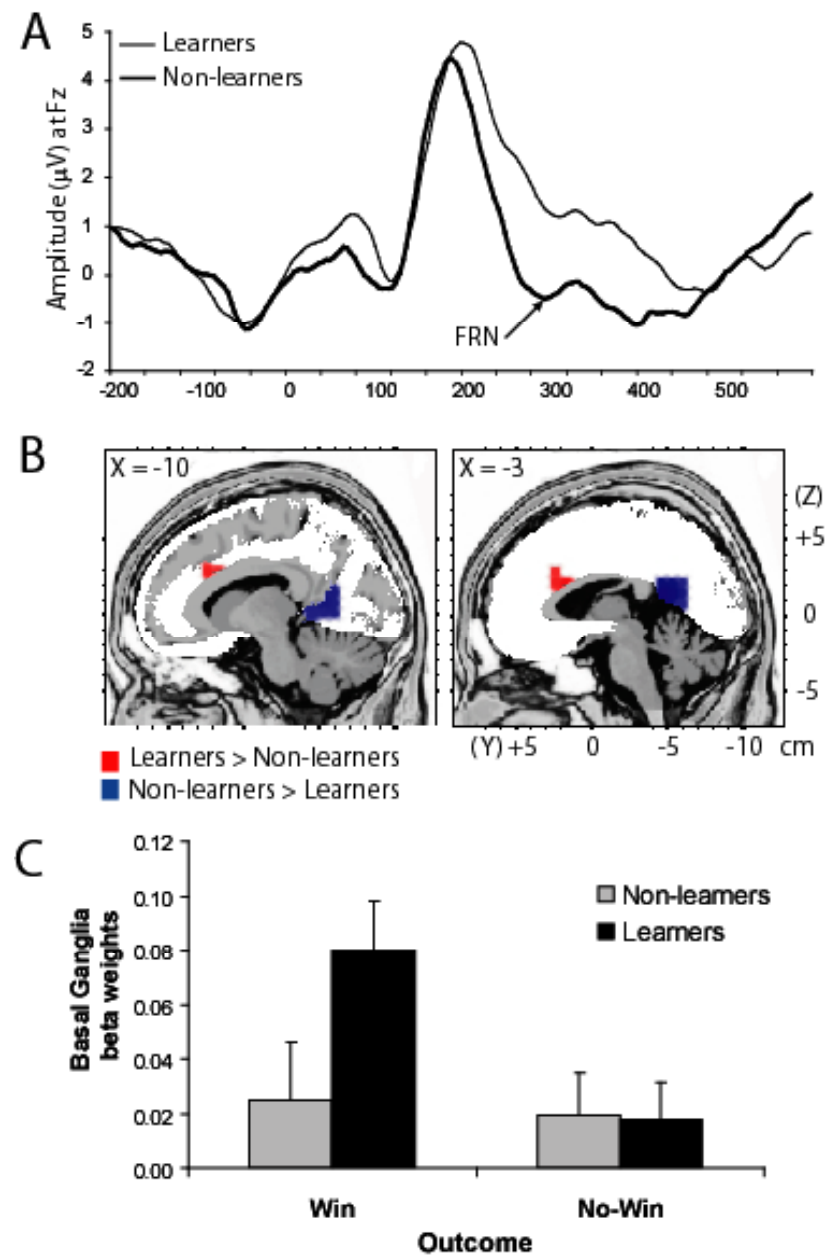 A
5
Learners
Non-learners
4
3
2
1
0
-1
-2
Amplitude (μV) at Fz
FRN
-200 -100 0 100 200 300 400 500
B
X = -10
X = -3
(Z)
+5
0
-5
(Y) +5 0 -5 -10 cm
Learners > Non-learners
Non-learners > Learners
C
0.12
0.10
0.08
0.06
0.04
0.02
0.00
Basal Ganglia
beta weights
Non-learners
Learners
Win No-Win
Outcome